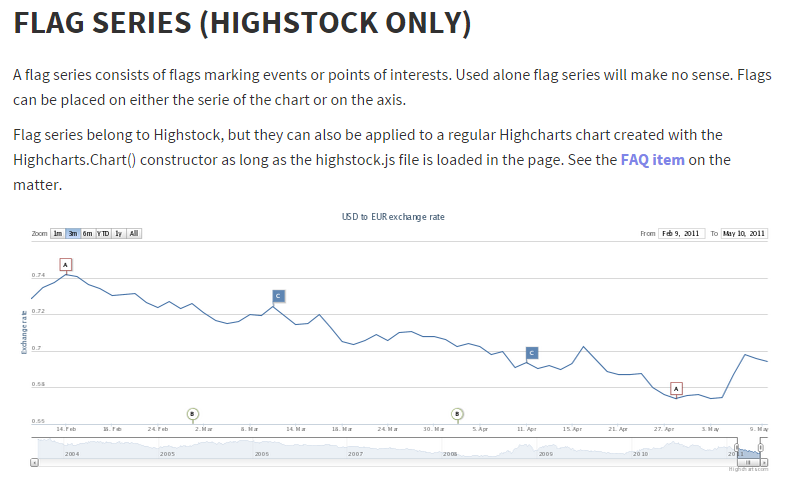 FLAG SERIES (HIGHSTOCK ONLY)
A flag series consists of flags marking events or points of interests. Used alone flag series will make no sense. Flags
can be placed on either the serie of the chart or on the axis.
Flag series belong to Highstock, but they can also be applied to a regular Highcharts chart created with the
Highcharts.Chart() constructor as long as the highstock.js file is loaded in the page. See the FAQ item on the
matter.
USD to EUR exchange rate
Zoom 1m 3m 6m YTD 1y All From Feb 9, 2011 To May 10, 2011
A
0.74
C
0.72
Exchange rate
0.7
C
A
0.68
B B
0.66
14. Feb 18. Feb 24. Feb 2. Mar 8. Mar 14. Mar 18. Mar 24. Mar 30. Mar 5. Apr 11. Apr 15. Apr 21. Apr 27. Apr 3. May 9. May
2004 2005 2006 2007 2008 2009 2010
Highcharts.com